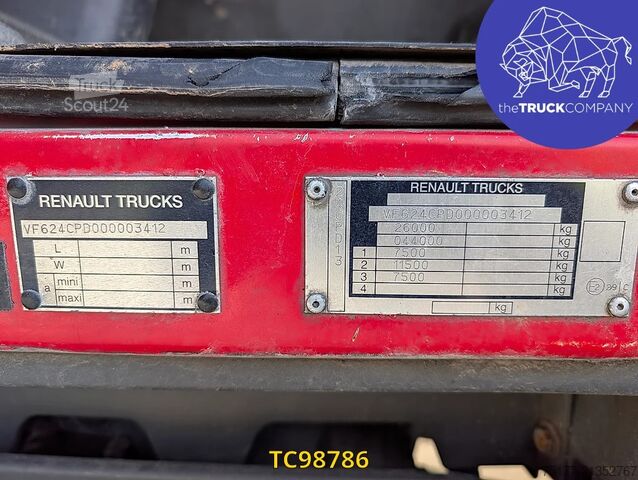 Truck
Scout24
theTRUCKCOMPANY
RENAULT TRUCKS
VF624CPD000003412
L m
W m
a mini m
maxi m
RENAULT TRUCKS
VF624CPD000003412
26000 kg
044000 kg
1 7500 kg
2 11500 kg
3 7500 kg
4 kg
kg
TC98786